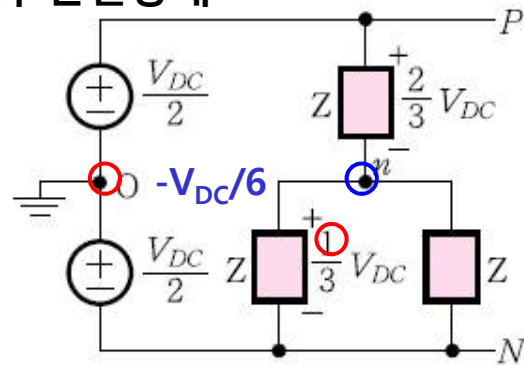 P
+
V_DC/2
Z
+
2/3 V_DC
−
O
-V_DC/6
n
V_DC/2
Z
+
1/3 V_DC
−
Z
N